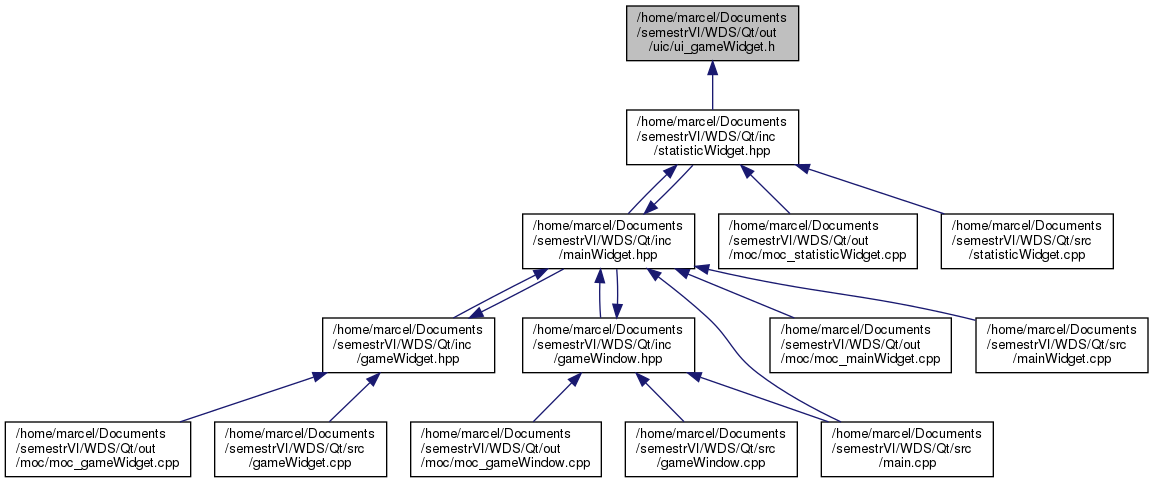 /home/marcel/Documents
/semestrVI/WDS/Qt/out
/uic/ui_gameWidget.h
/home/marcel/Documents
/semestrVI/WDS/Qt/inc
/statisticWidget.hpp
/home/marcel/Documents
/semestrVI/WDS/Qt/inc
/mainWidget.hpp
/home/marcel/Documents
/semestrVI/WDS/Qt/out
/moc/moc_statisticWidget.cpp
/home/marcel/Documents
/semestrVI/WDS/Qt/src
/statisticWidget.cpp
/home/marcel/Documents
/semestrVI/WDS/Qt/inc
/gameWidget.hpp
/home/marcel/Documents
/semestrVI/WDS/Qt/inc
/gameWindow.hpp
/home/marcel/Documents
/semestrVI/WDS/Qt/out
/moc/moc_mainWidget.cpp
/home/marcel/Documents
/semestrVI/WDS/Qt/src
/mainWidget.cpp
/home/marcel/Documents
/semestrVI/WDS/Qt/out
/moc/moc_gameWidget.cpp
/home/marcel/Documents
/semestrVI/WDS/Qt/src
/gameWidget.cpp
/home/marcel/Documents
/semestrVI/WDS/Qt/out
/moc/moc_gameWindow.cpp
/home/marcel/Documents
/semestrVI/WDS/Qt/src
/gameWindow.cpp
/home/marcel/Documents
/semestrVI/WDS/Qt/src
/main.cpp